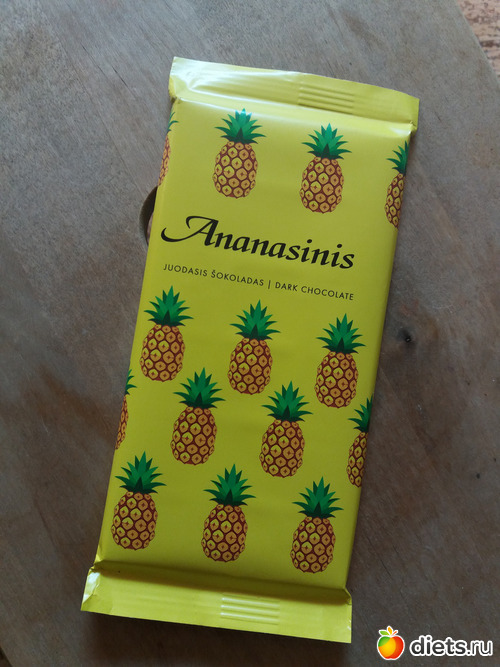 Ananasinis
JUODASIS ŠOKOLADAS | DARK CHOCOLATE
diets.ru